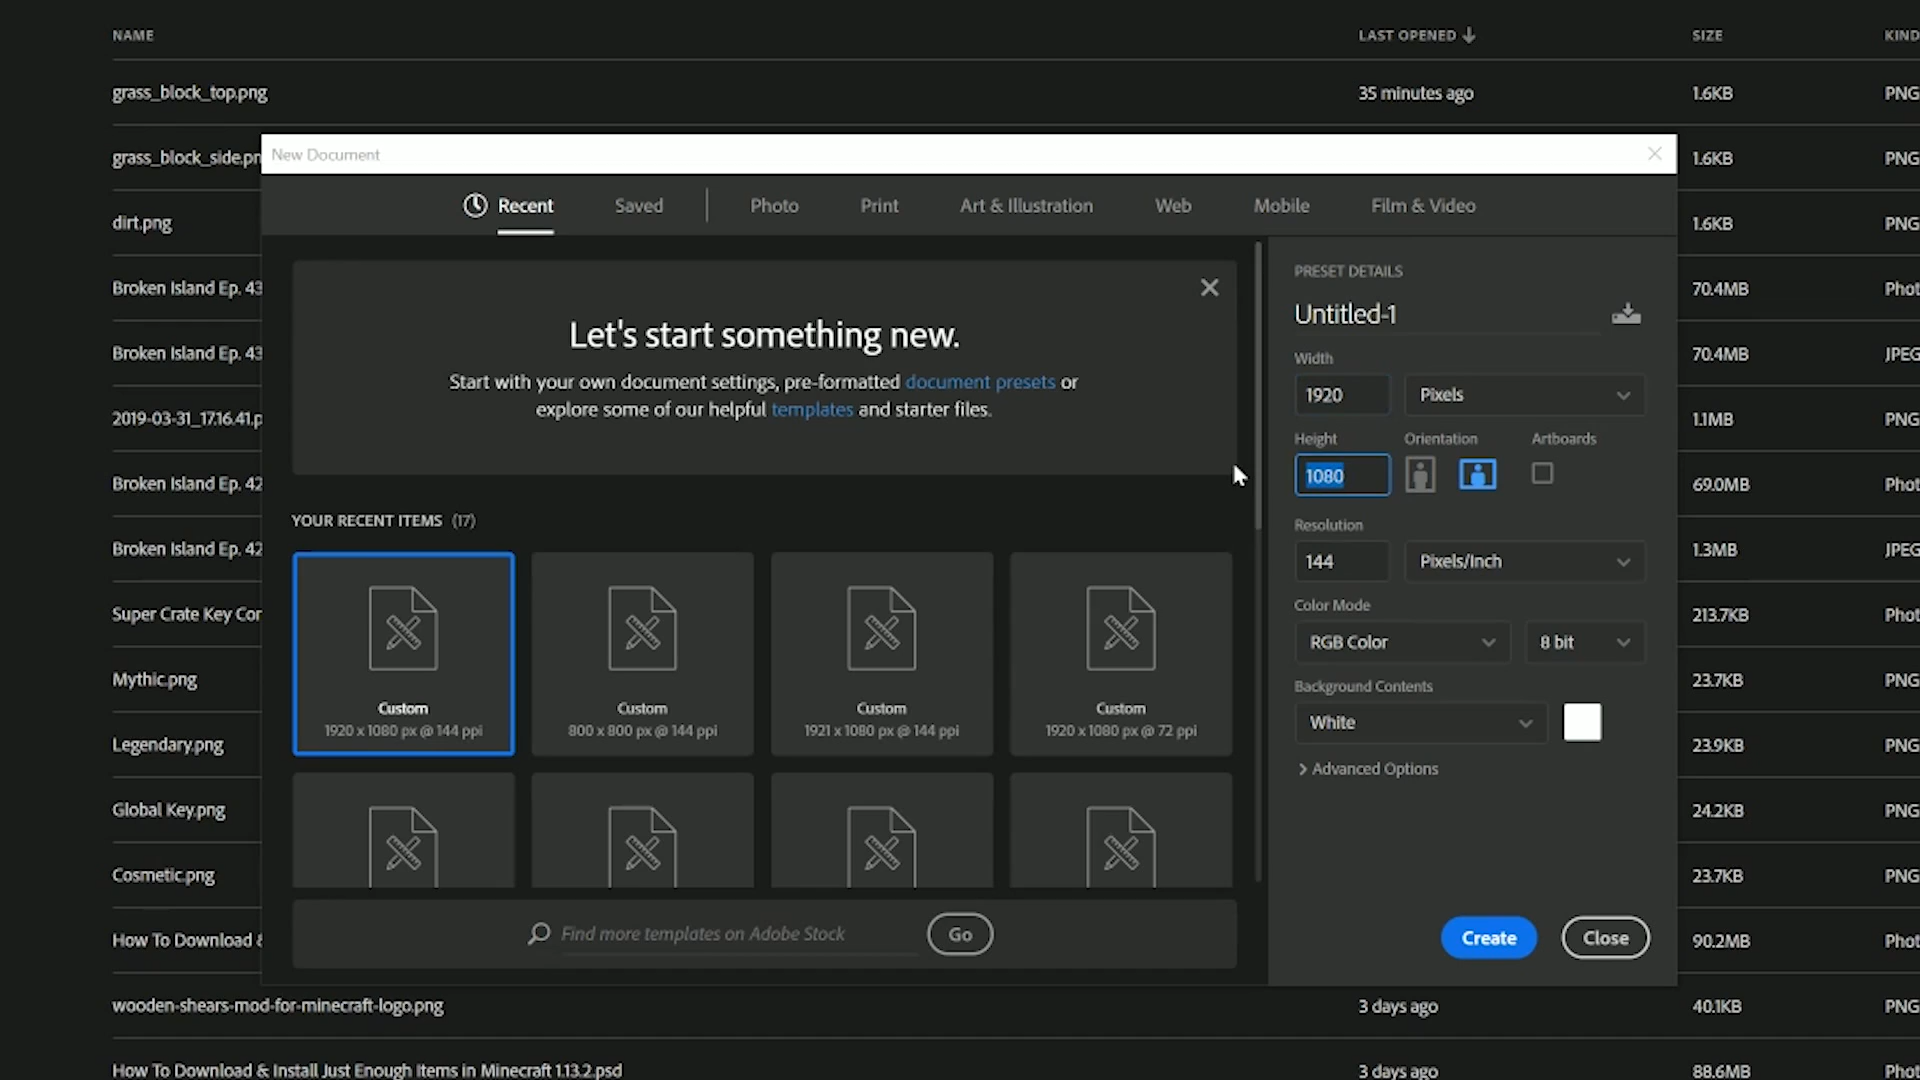 NAME LAST OPENED SIZE KIND
grass_block_top.png 35 minutes ago 1.6KB PNG
grass_block_side.pn 1.6KB PNG
New Document
Recent Saved Photo Print Art & Illustration Web Mobile Film & Video
dirt.png 1.6KB PNG
Broken Island Ep. 43 70.4MB Phot
Broken Island Ep. 43 70.4MB JPEG
2019-03-31_17.16.41.p 1.1MB PNG
Broken Island Ep. 42 69.0MB Phot
Broken Island Ep. 42 1.3MB JPEG
Super Crate Key Cor 213.7KB Phot
Mythic.png 23.7KB PNG
Legendary.png 23.9KB PNG
Global Key.png 24.2KB PNG
Cosmetic.png 23.7KB PNG
How To Download & 90.2MB Phot
Let's start something new.
Start with your own document settings, pre-formatted document presets or
explore some of our helpful templates and starter files.
YOUR RECENT ITEMS (17)
Custom Custom Custom Custom
1920 x 1080 px @ 144 ppi 800 x 800 px @ 144 ppi 1921 x 1080 px @ 144 ppi 1920 x 1080 px @ 72 ppi
Find more templates on Adobe Stock Go
PRESET DETAILS
Untitled-1
Width
1920 Pixels
Height Orientation Artboards
1080
Resolution
144 Pixels/Inch
Color Mode
RGB Color 8 bit
Background Contents
White
Advanced Options
Create Close
wooden-shears-mod-for-minecraft-logo.png 3 days ago 40.1KB PNG
How To Download & Install Just Enough Items in Minecraft 1.13.2.psd 3 days ago 88.6MB Phot